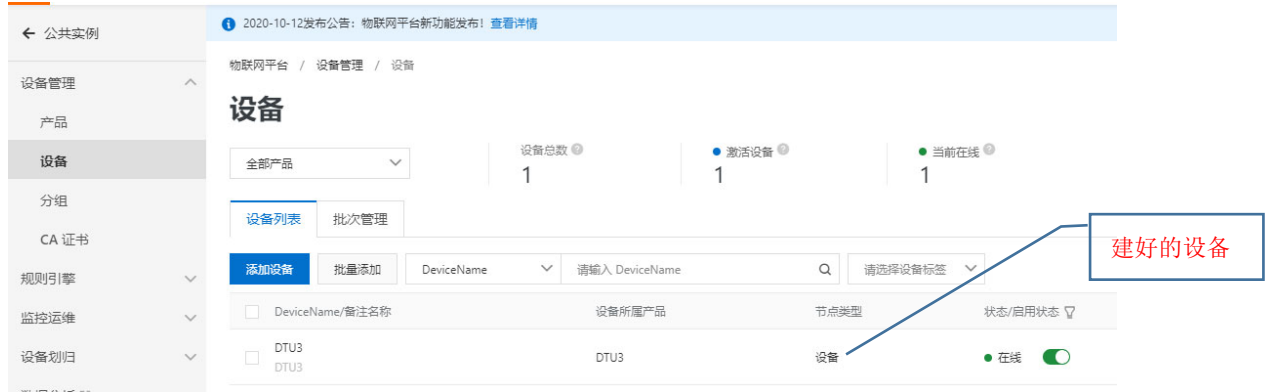 ← 公共实例
2020-10-12发布公告：物联网平台新功能发布！查看详情
设备管理
产品
设备
分组
CA 证书
规则引擎
监控运维
设备划归
物联网平台 / 设备管理 / 设备
设备
全部产品
设备总数
1
激活设备
1
当前在线
1
设备列表 批次管理
添加设备 批量添加 DeviceName 请输入 DeviceName 请选择设备标签
DeviceName/备注名称 设备所属产品 节点类型 状态/启用状态
DTU3 DTU3 设备 在线
DTU3
建好的设备